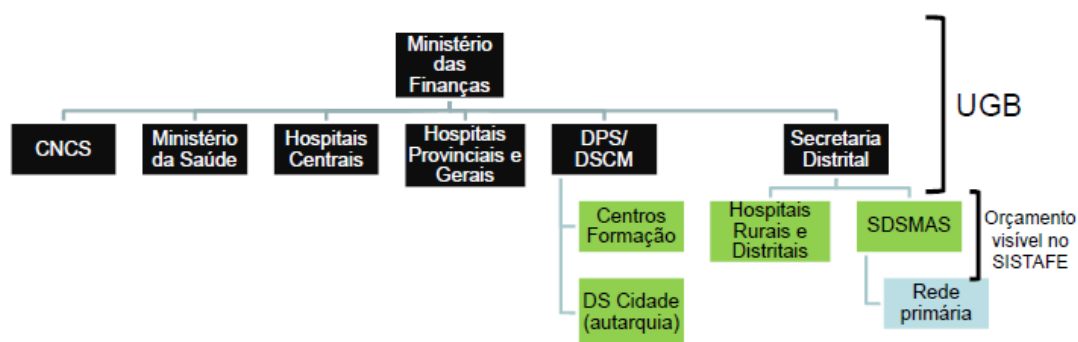 Ministério
das
Finanças
UGB
CNCS
Ministério
da Saúde
Hospitais
Centrais
Hospitais
Provinciais e
Gerais
DPS/
DSCM
Secretaria
Distrital
Centros
Formação
Hospitais
Rurais e
Distritais
SDSMAS
Orçamento
visível no
SISTAFE
DS Cidade
(autarquia)
Rede
primária